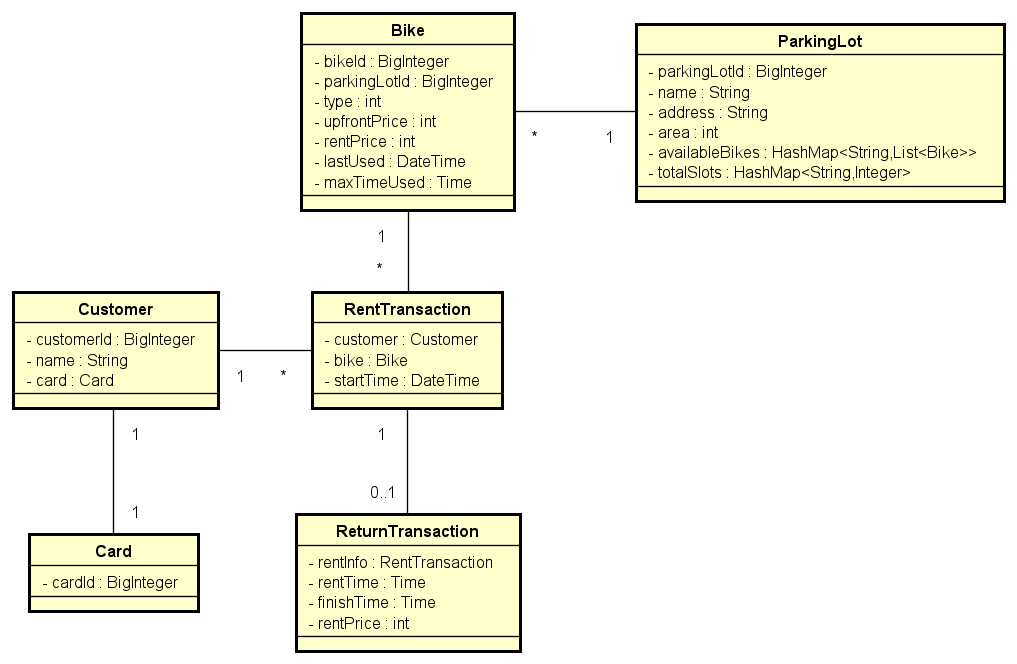 Bike
- bikeId : BigInteger
- parkingLotId : BigInteger
- type : int
- upfrontPrice : int
- rentPrice : int
- lastUsed : DateTime
- maxTimeUsed : Time
ParkingLot
- parkingLotId : BigInteger
- name : String
- address : String
- area : int
- availableBikes : HashMap<String,List<Bike>>
- totalSlots : HashMap<String,Integer>
*
1
1
*
Customer
- customerId : BigInteger
- name : String
- card : Card
RentTransaction
- customer : Customer
- bike : Bike
- startTime : DateTime
1
*
1
1
1
0..1
Card
- cardId : BigInteger
ReturnTransaction
- rentInfo : RentTransaction
- rentTime : Time
- finishTime : Time
- rentPrice : int